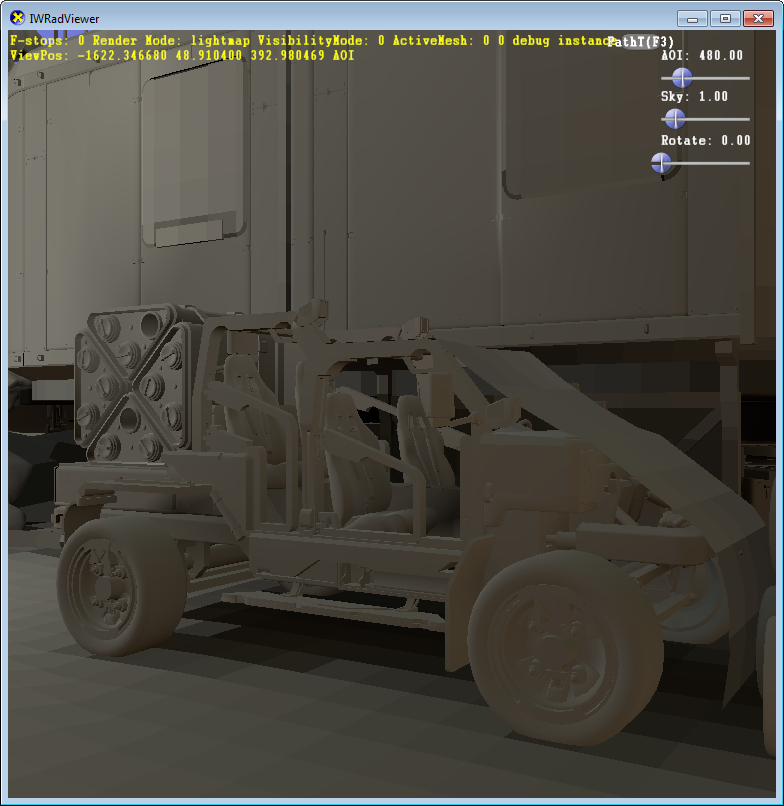 IWRadViewer
F-stops: 0 Render Mode: lightmap VisibilityMode: 0 ActiveMesh: 0 0 debug instance
PathT(F3)
ViewPos: -1622.346680 48.910400 392.980469 AOI
AOI: 480.00
Sky: 1.00
Rotate: 0.00